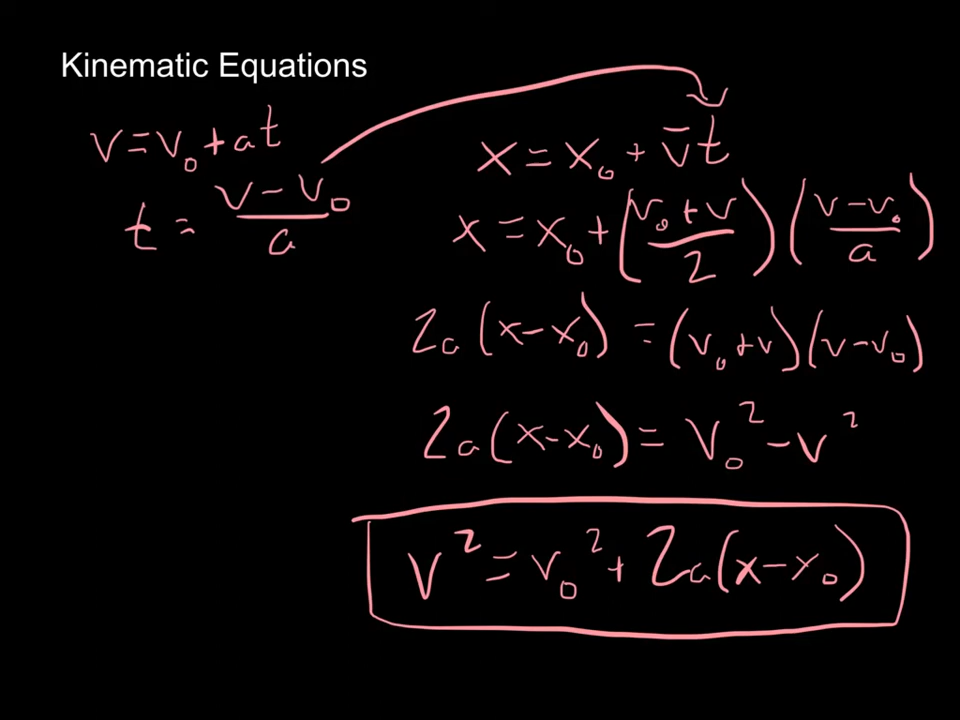 Kinematic Equations
v = v₀ + at
t = (v - v₀)/a
x = x₀ + v̄t
x = x₀ + ((v₀ + v)/2)((v - v₀)/a)
2a(x - x₀) = (v₀ + v)(v - v₀)
2a(x - x₀) = v₀² - v²
v² = v₀² + 2a(x - x₀)